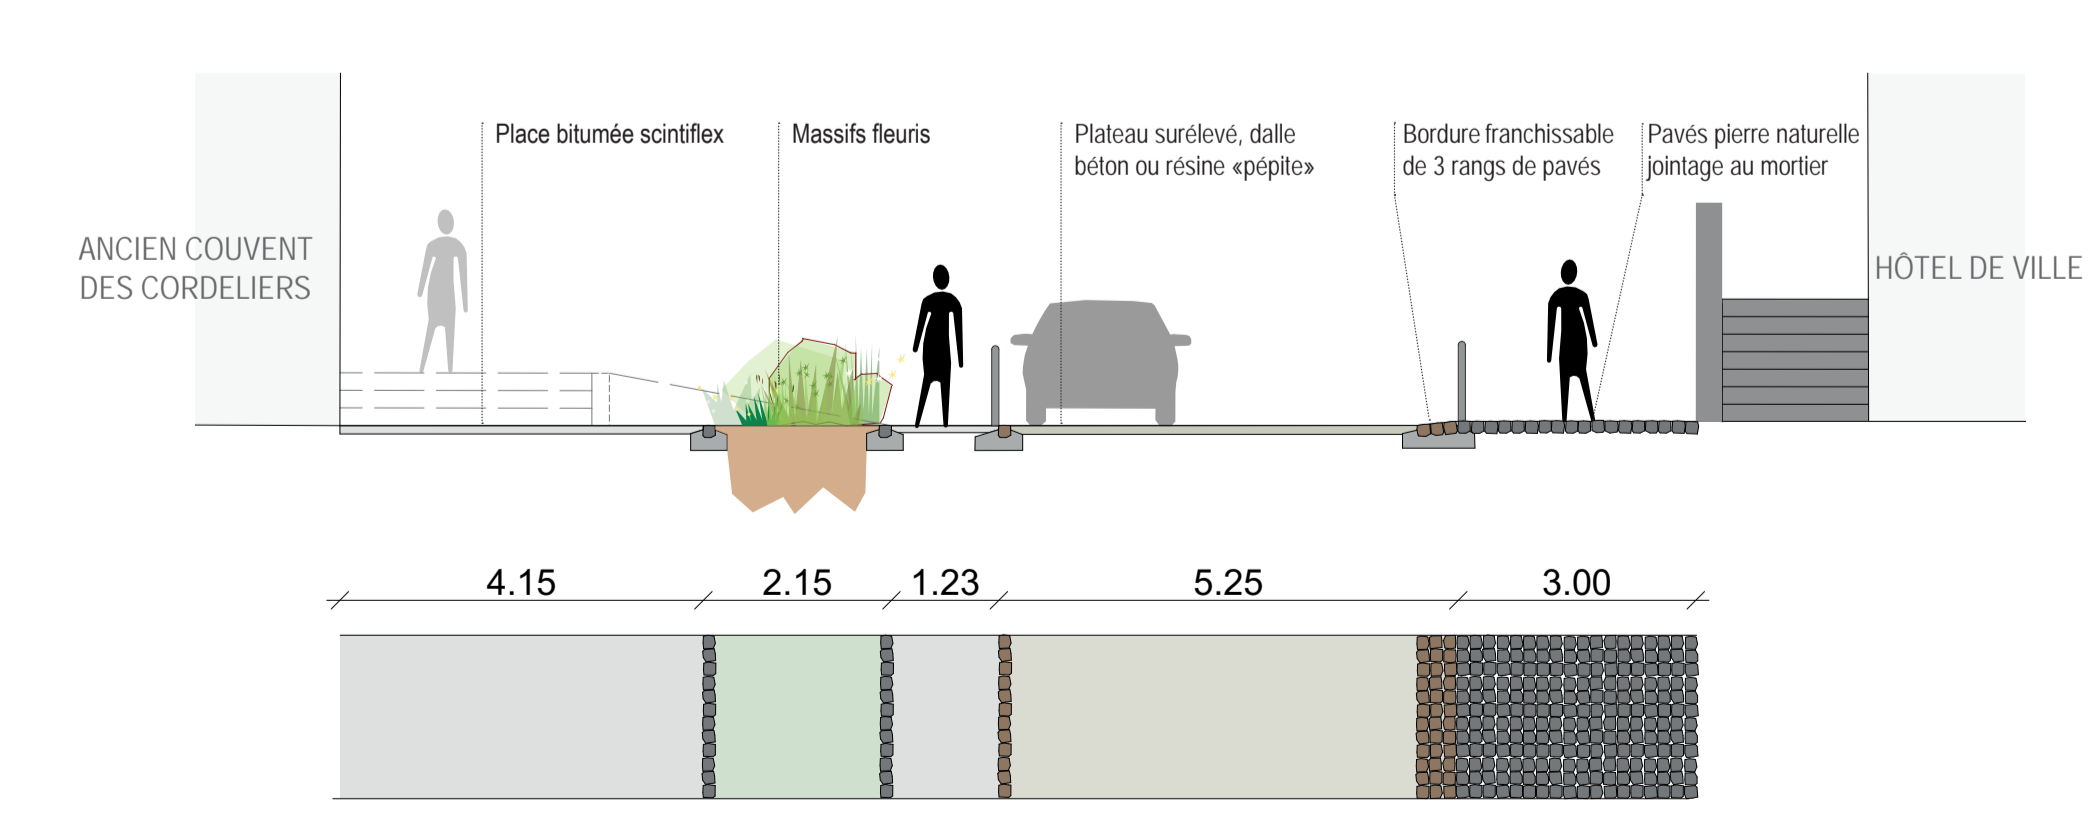 Place bitumée scintiflex
Massifs fleuris
Plateau surélevé, dalle
béton ou résine «pépite»
Bordure franchissable
de 3 rangs de pavés
Pavés pierre naturelle
jointage au mortier
ANCIEN COUVENT
DES CORDELIERS
HÔTEL DE VILLE
4.15
2.15
1.23
5.25
3.00